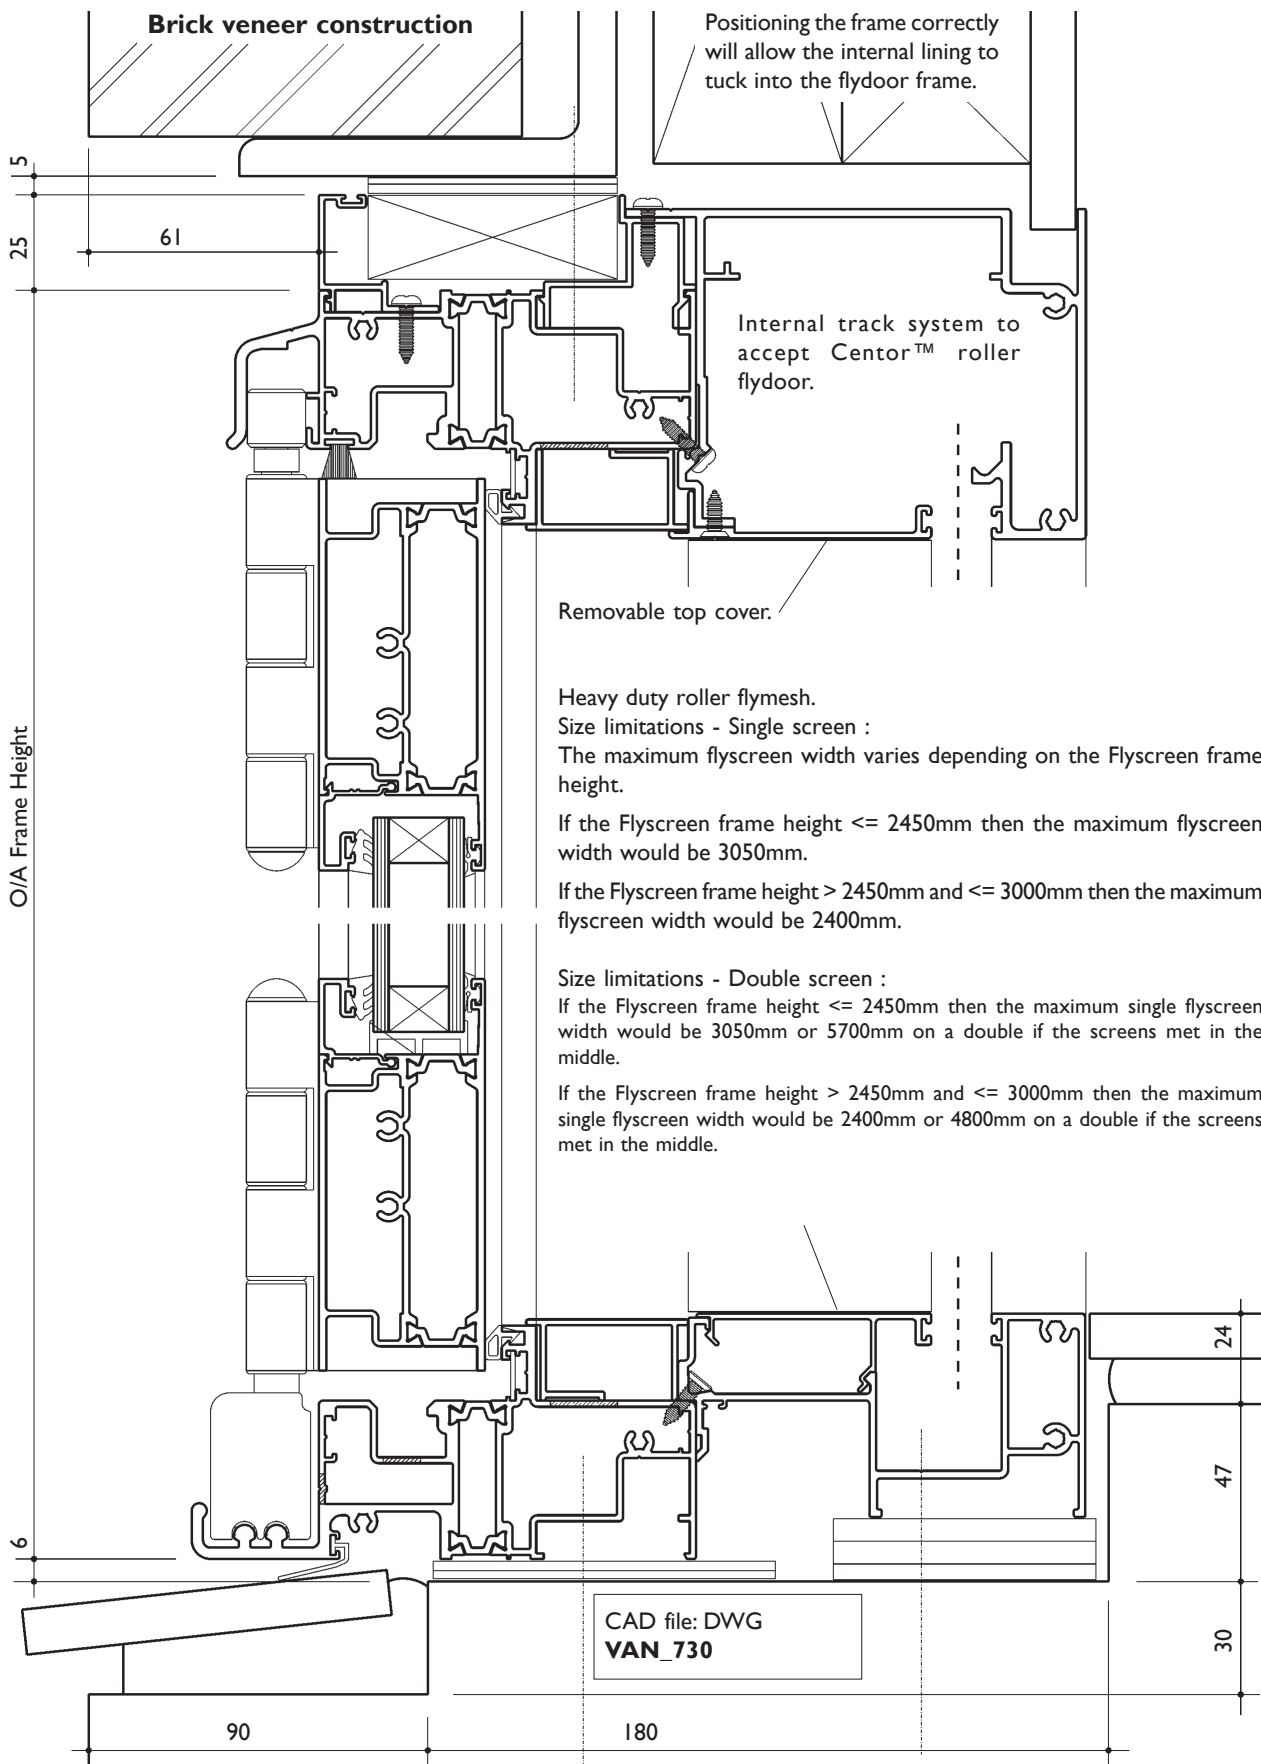 Brick veneer construction
Positioning the frame correctly
will allow the internal lining to
tuck into the flydoor frame.
5
25
61
Internal track system to
accept Centor™ roller
flydoor.
Removable top cover.
Heavy duty roller flymesh.
Size limitations - Single screen :
The maximum flyscreen width varies depending on the Flyscreen frame
height.
If the Flyscreen frame height <= 2450mm then the maximum flyscreen
width would be 3050mm.
If the Flyscreen frame height > 2450mm and <= 3000mm then the maximum
flyscreen width would be 2400mm.
O/A Frame Height
Size limitations - Double screen :
If the Flyscreen frame height <= 2450mm then the maximum single flyscreen
width would be 3050mm or 5700mm on a double if the screens met in the
middle.
If the Flyscreen frame height > 2450mm and <= 3000mm then the maximum
single flyscreen width would be 2400mm or 4800mm on a double if the screens
met in the middle.
24
47
6
CAD file: DWG
VAN_730
30
90
180